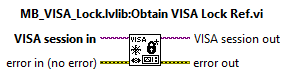 MB_VISA_Lock.lvlib:Obtain VISA Lock Ref.vi
VISA session in VISA session out
VISA
error in (no error) error out